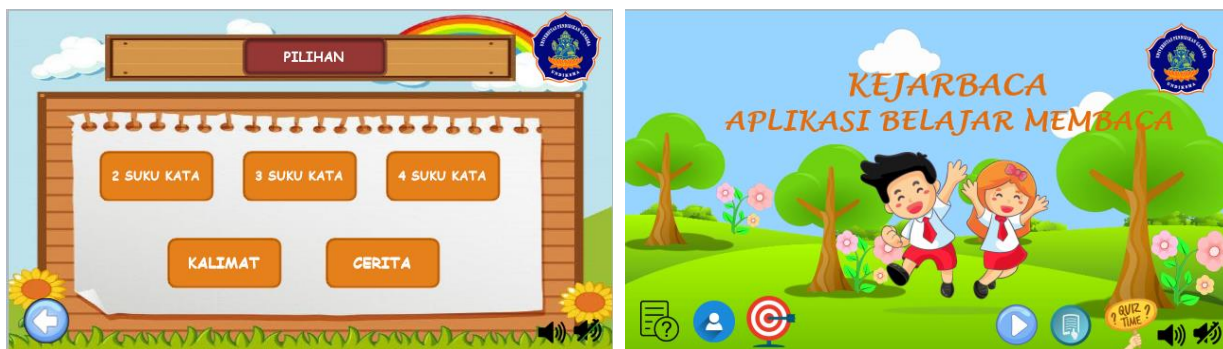 PILIHAN
2 SUKU KATA
3 SUKU KATA
4 SUKU KATA
KALIMAT
CERITA
KEJARBACA
APLIKASI BELAJAR MEMBACA
? QUIZ ?
TIME
?